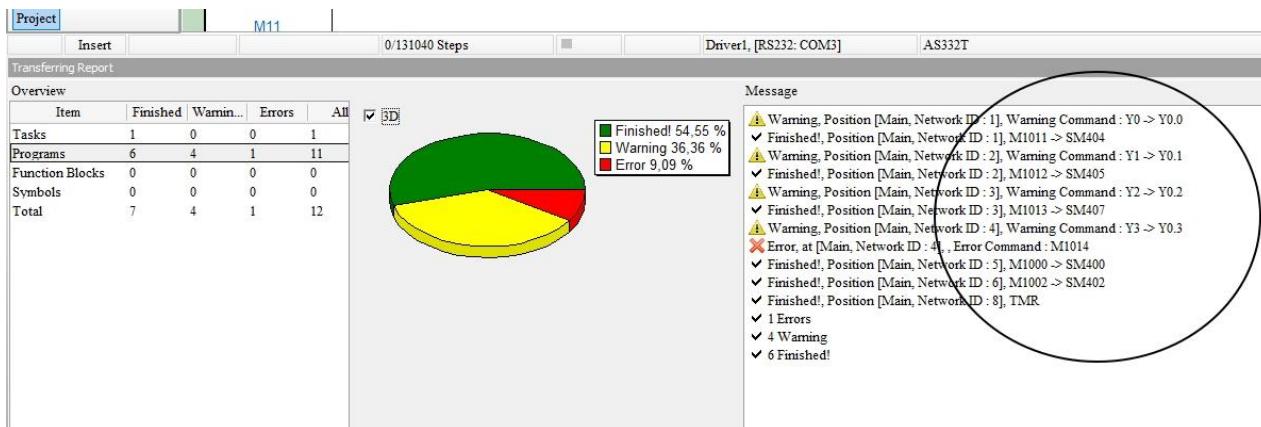 Project
M11
Insert 0/131040 Steps Driver1, [RS232: COM3] AS332T
Transferring Report
Overview
Item Finished Warnin... Errors All
Tasks 1 0 0 1
Programs 6 4 1 11
Function Blocks 0 0 0 0
Symbols 0 0 0 0
Total 7 4 1 12
3D
Finished! 54,55 %
Warning 36,36 %
Error 9,09 %
Message
Warning, Position [Main, Network ID : 1], Warning Command : Y0 -> Y0.0
Finished!, Position [Main, Network ID : 1], M1011 -> SM404
Warning, Position [Main, Network ID : 2], Warning Command : Y1 -> Y0.1
Finished!, Position [Main, Network ID : 2], M1012 -> SM405
Warning, Position [Main, Network ID : 3], Warning Command : Y2 -> Y0.2
Finished!, Position [Main, Network ID : 3], M1013 -> SM407
Warning, Position [Main, Network ID : 4], Warning Command : Y3 -> Y0.3
Error, at [Main, Network ID : 4], , Error Command : M1014
Finished!, Position [Main, Network ID : 5], M1000 -> SM400
Finished!, Position [Main, Network ID : 6], M1002 -> SM402
Finished!, Position [Main, Network ID : 8], TMR
1 Errors
4 Warning
6 Finished!